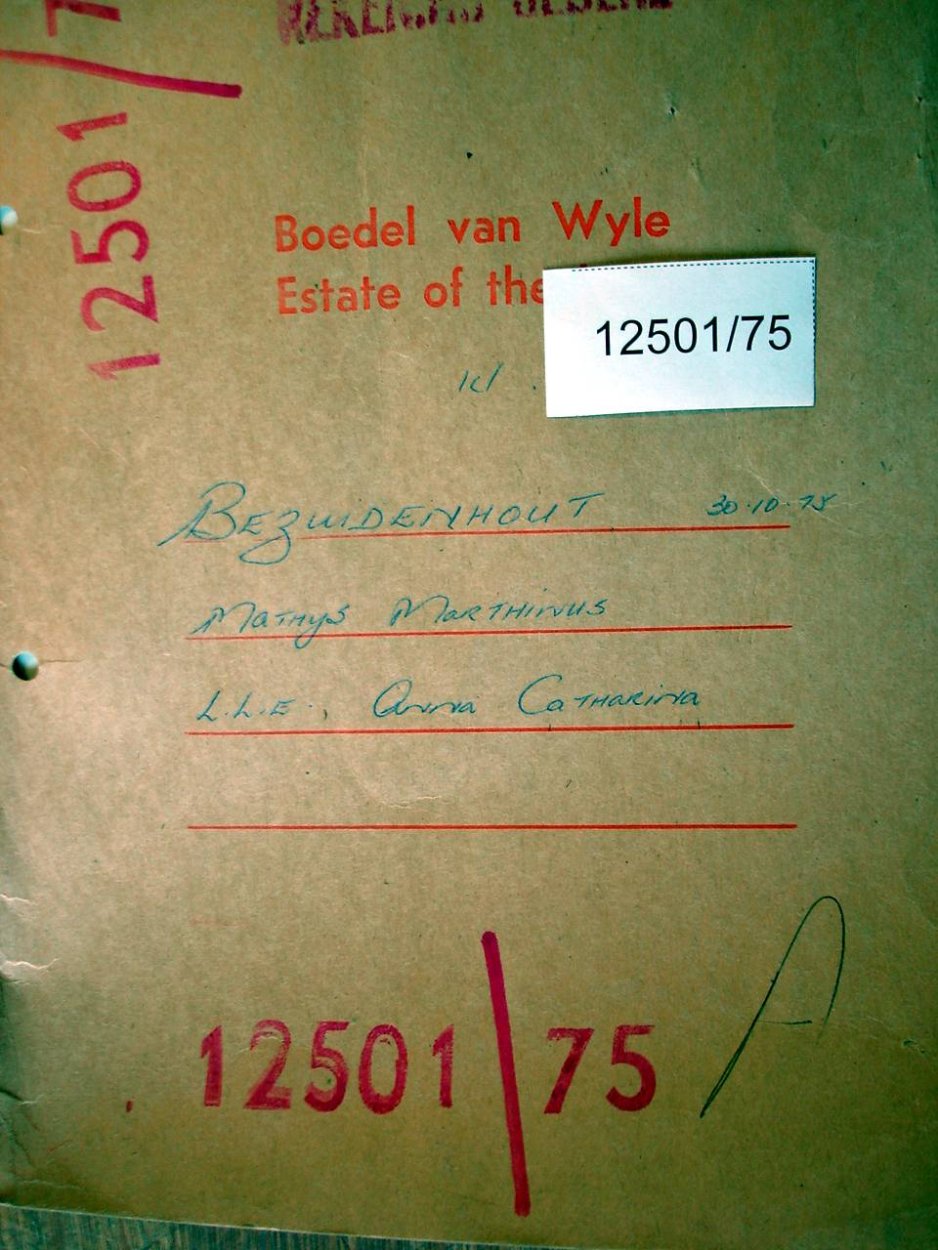 12501/7
Boedel van Wyle
Estate of the
12501/75
BEZUIDENHOUT 30·10·75
MATHYS MARTHINUS
L.L.E., ANNA CATHARINA
12501/75
A